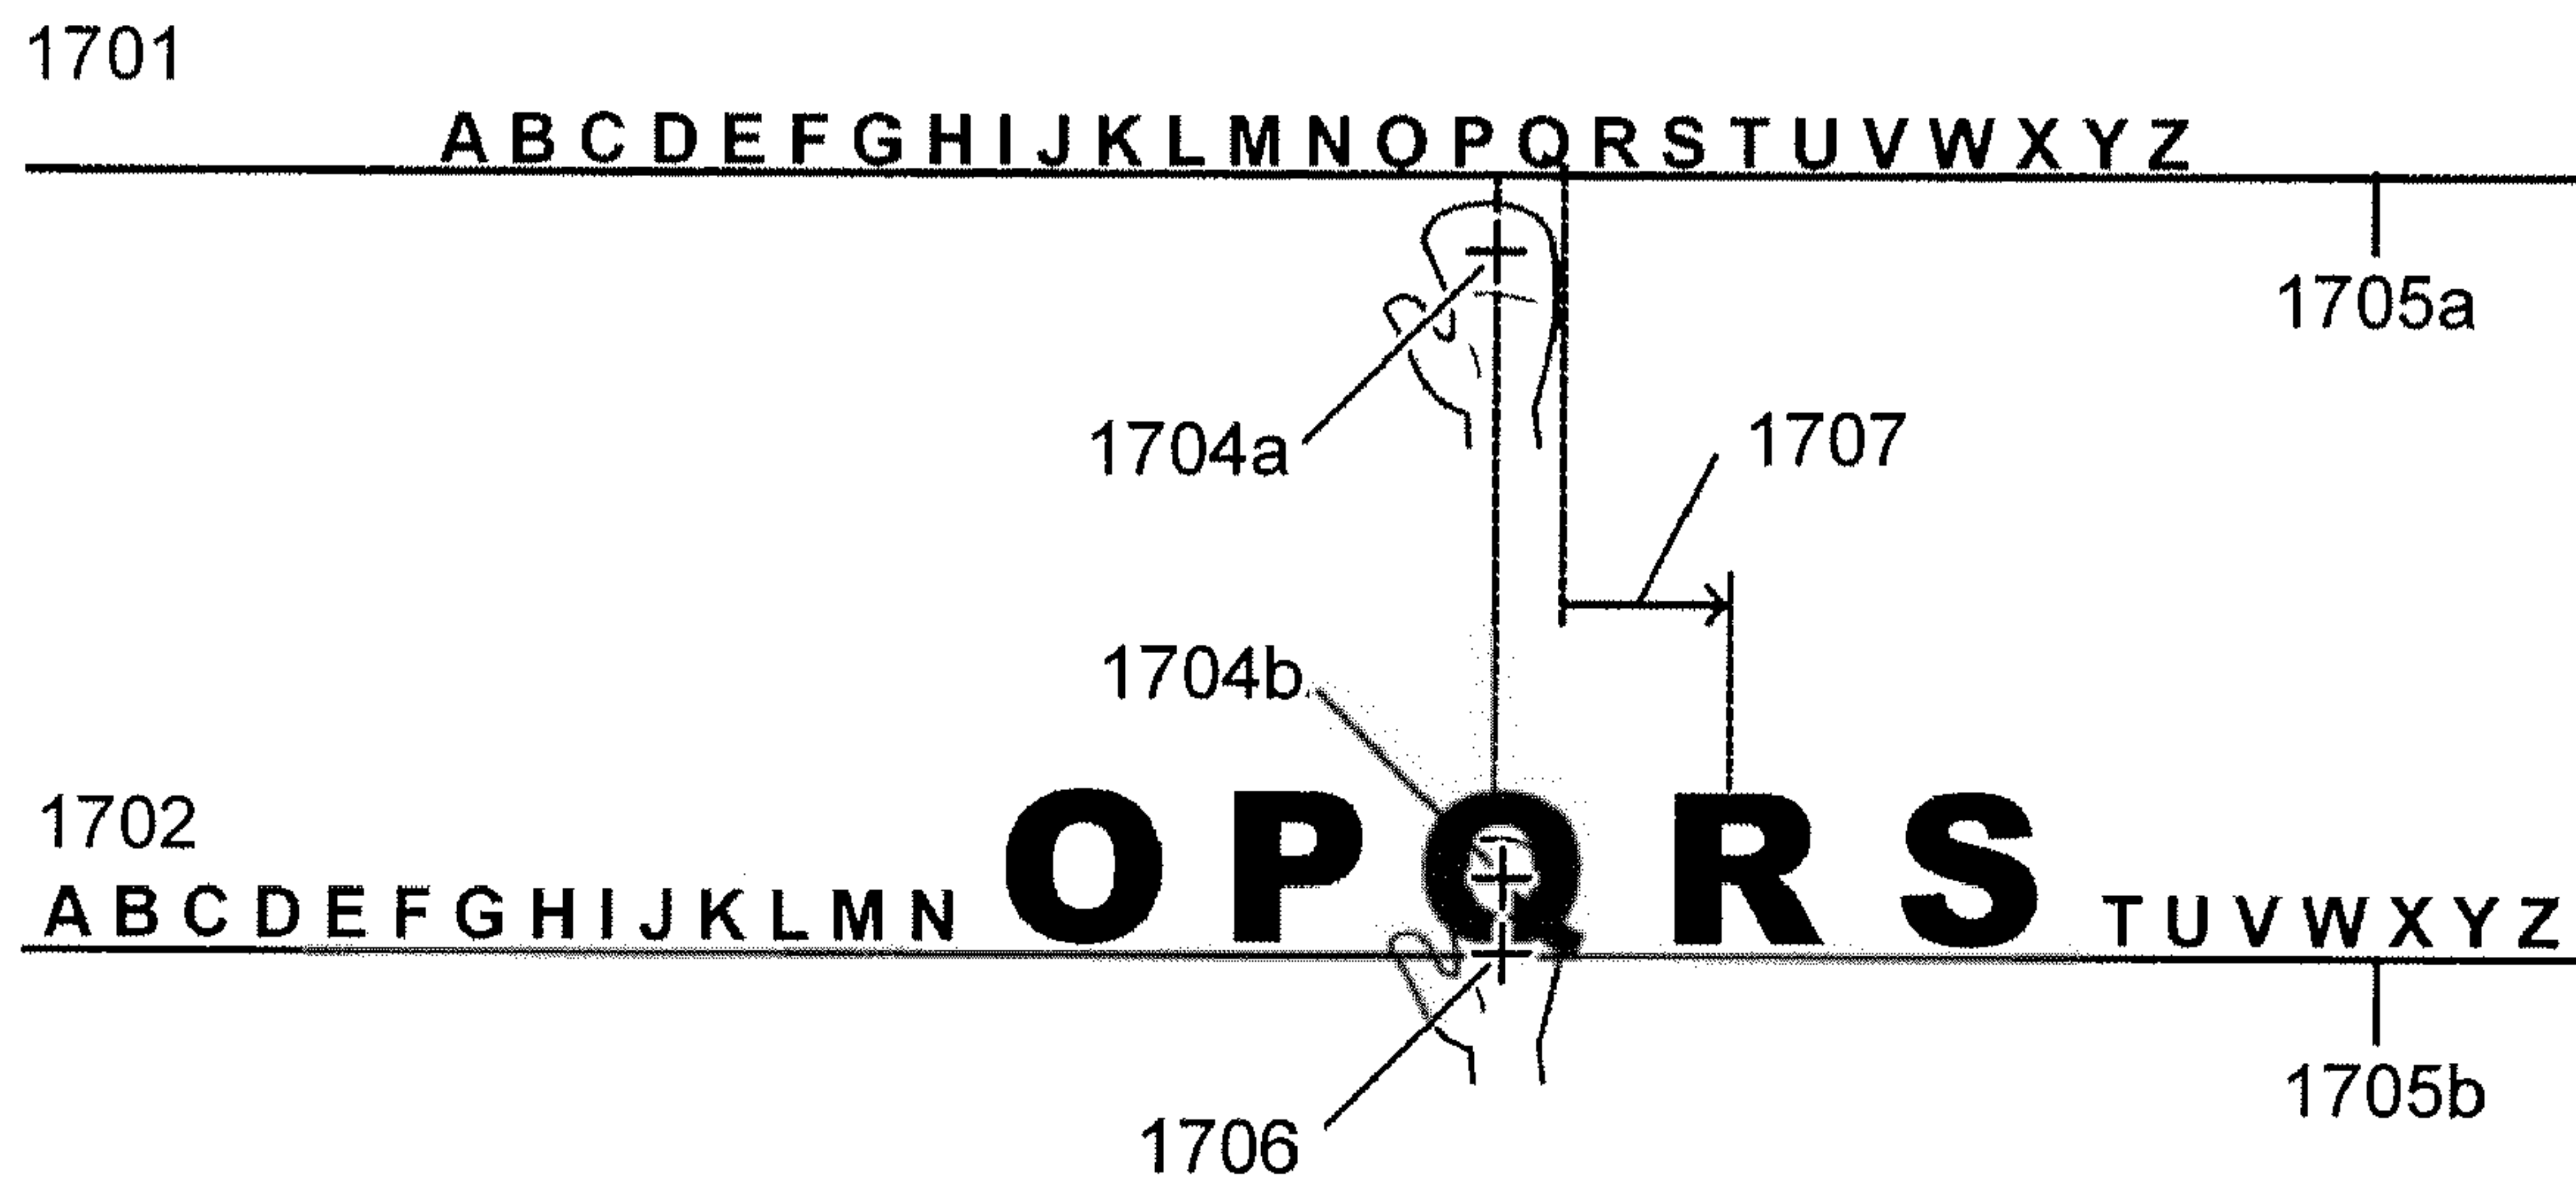 1701
A B C D E F G H I J K L M N O P Q R S T U V W X Y Z
1705a
1704a
1707
1704b
1702
A B C D E F G H I J K L M N O P Q R S T U V W X Y Z
1705b
1706